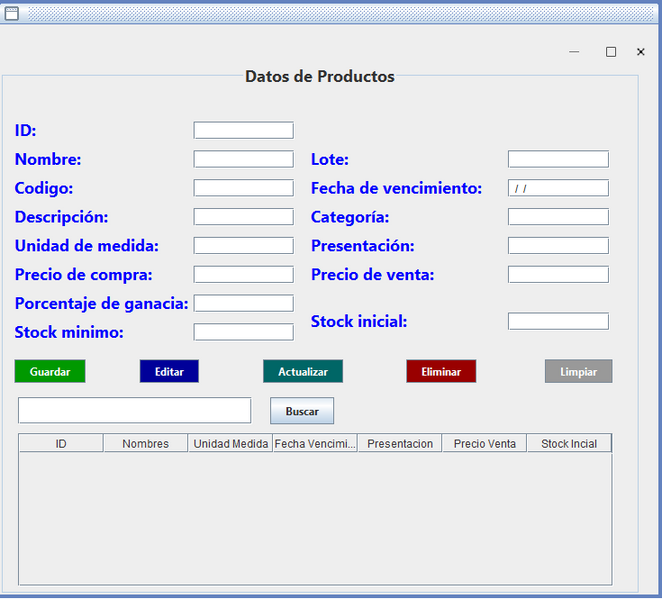 Datos de Productos
ID:
Nombre: Lote:
Codigo: Fecha de vencimiento: / /
Descripción: Categoría:
Unidad de medida: Presentación:
Precio de compra: Precio de venta:
Porcentaje de ganacia:
Stock inicial:
Stock minimo:
Guardar Editar Actualizar Eliminar Limpiar
Buscar
ID Nombres Unidad Medida Fecha Vencimi... Presentacion Precio Venta Stock Incial